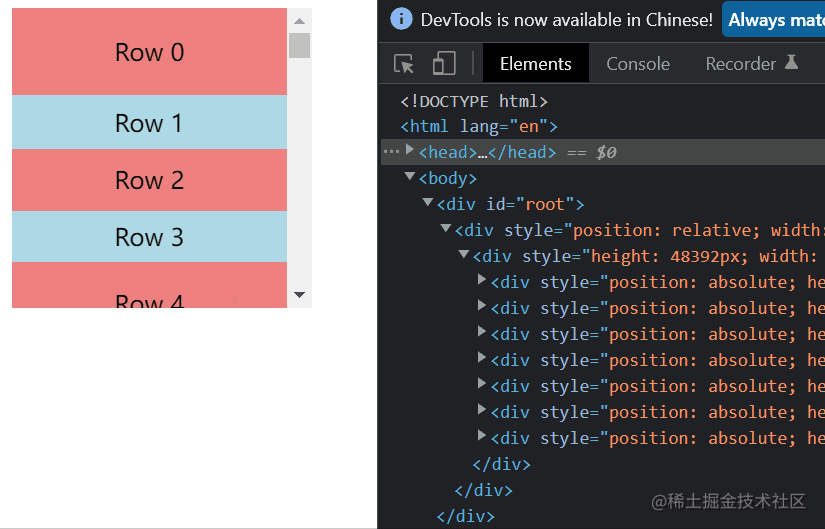 Row 0
Row 1
Row 2
Row 3
Row 4
DevTools is now available in Chinese! Always matc
Elements Console Recorder
<!DOCTYPE html>
<html lang="en">
<head>…</head> == $0
<body>
<div id="root">
<div style="position: relative; width:
<div style="height: 48392px; width:
<div style="position: absolute; he
<div style="position: absolute; he
<div style="position: absolute; he
<div style="position: absolute; he
<div style="position: absolute; he
<div style="position: absolute; he
<div style="position: absolute; he
</div>
</div>
</div>
@稀土掘金技术社区